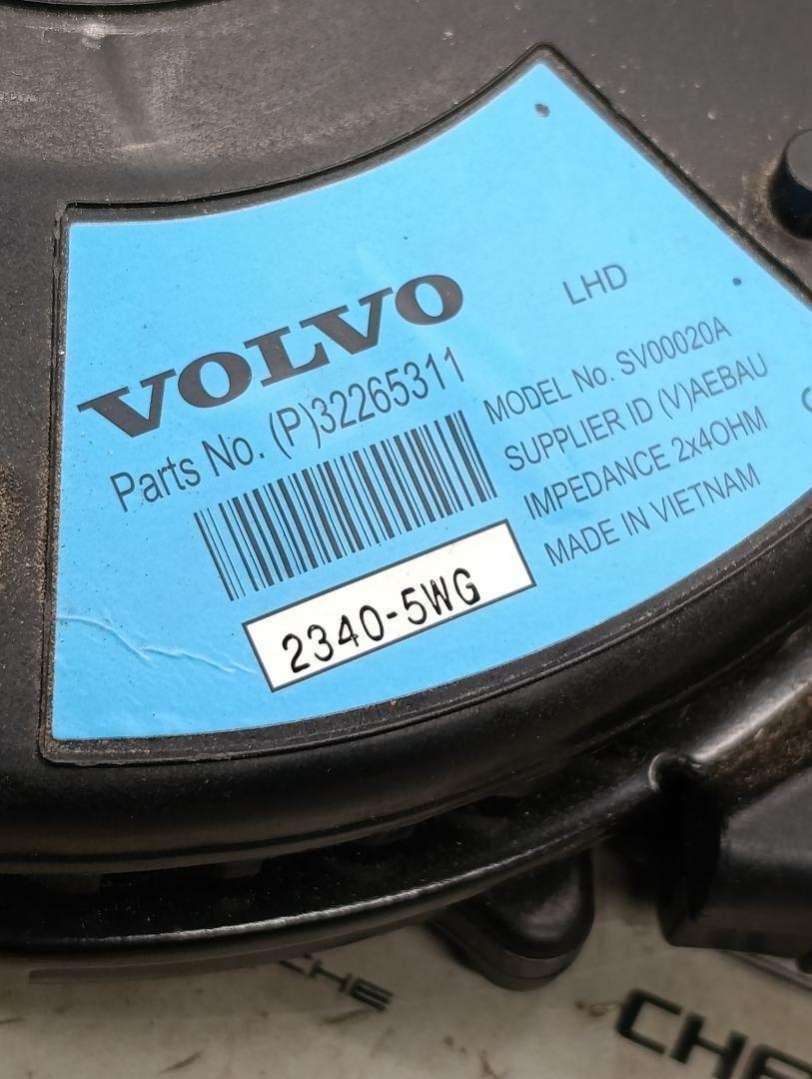 VOLVO
Parts No. (P)32265311
2340-5WG
LHD
MODEL No. SV00020A
SUPPLIER ID (V)AEBAU
IMPEDANCE 2x4OHM
MADE IN VIETNAM